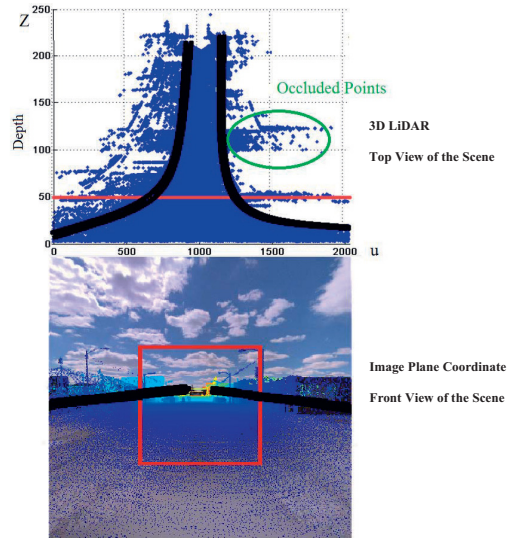 Z
250
200
150
100
50
0
Depth
Occluded Points
0
500
1000
1500
2000
u
3D LiDAR
Top View of the Scene
Image Plane Coordinate
Front View of the Scene